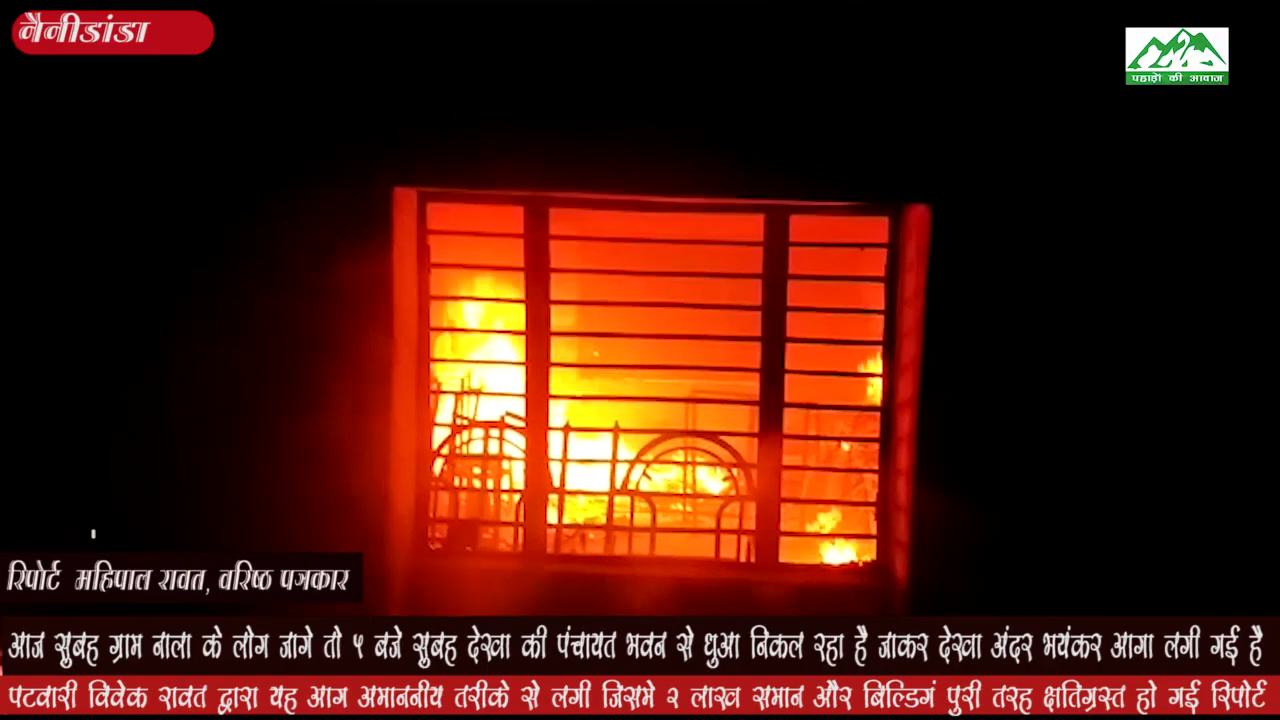 नैनीडांडा
पहाड़ों की आवाज
रिपोर्ट महिपाल रावत, वरिष्ठ पत्रकार
आज सुबह ग्राम नाला के लोग जागे तो ५ बजे सुबह देखा की पंचायत भवन से धुआ निकल रहा है जाकर देखा अंदर भयंकर आगा लगी गई है
पटवारी विवेक रावत द्वारा यह आग अमाननीय तरीके से लगी जिसमे २ लाख समान और बिल्डिगं पुरी तरह क्षतिग्रस्त हो गई रिपोर्ट